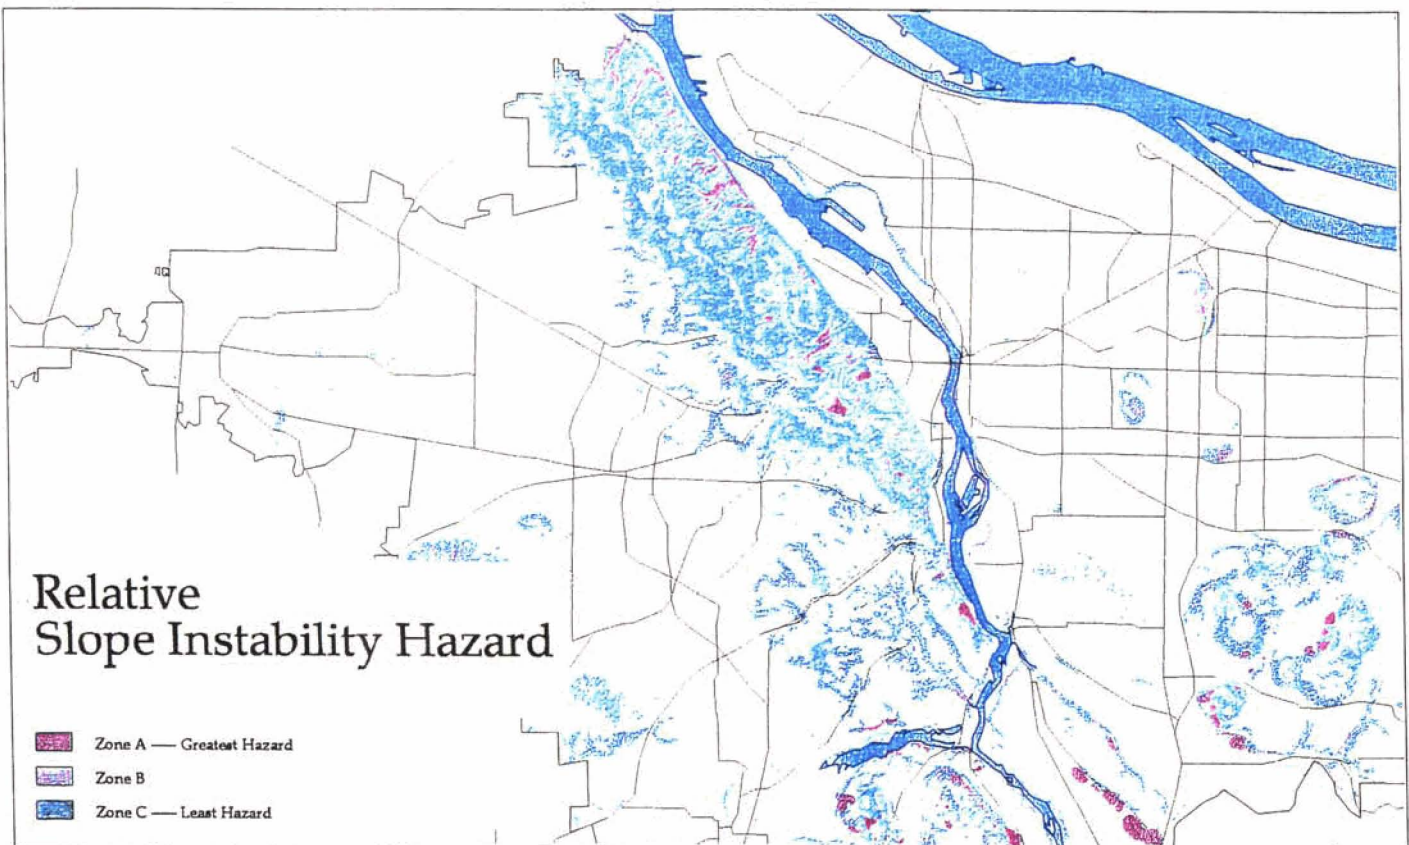 Relative
Slope Instability Hazard
Zone A — Greatest Hazard
Zone B
Zone C — Least Hazard